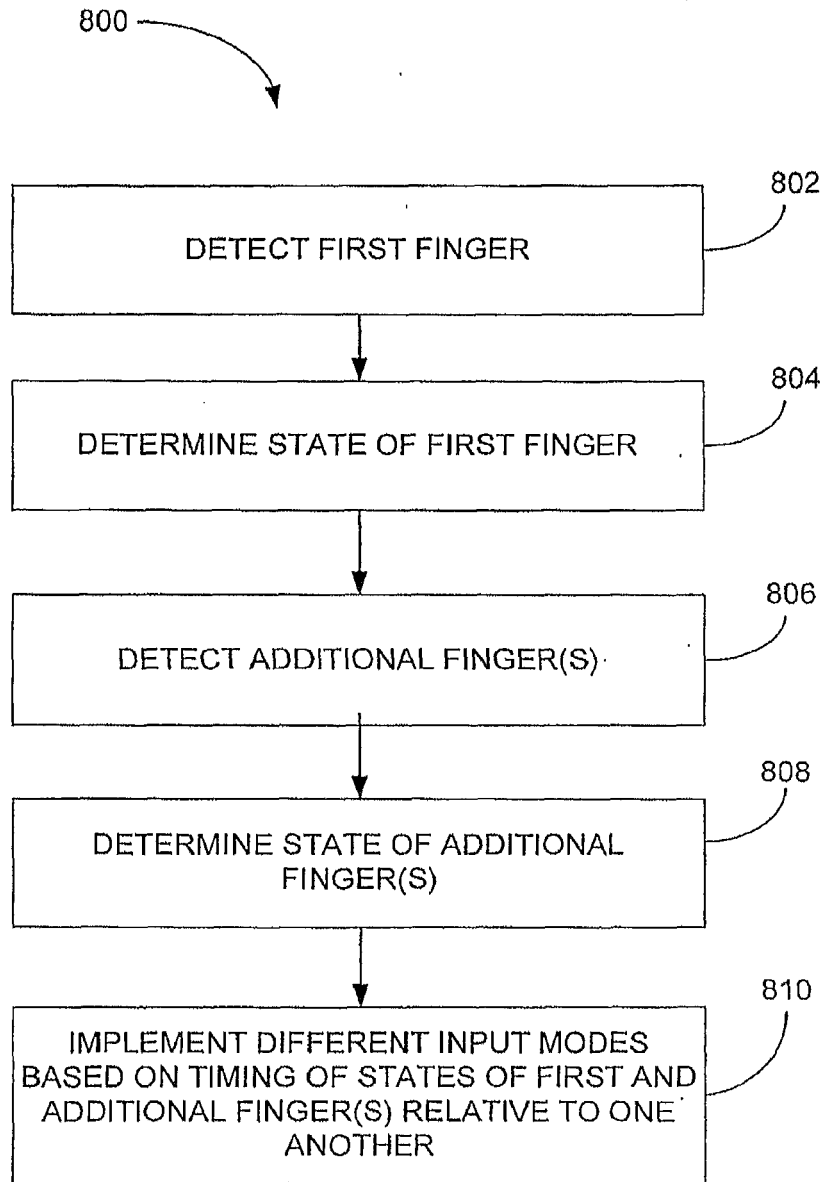 800
802
DETECT FIRST FINGER
804
DETERMINE STATE OF FIRST FINGER
806
DETECT ADDITIONAL FINGER(S)
808
DETERMINE STATE OF ADDITIONAL
FINGER(S)
810
IMPLEMENT DIFFERENT INPUT MODES
BASED ON TIMING OF STATES OF FIRST AND
ADDITIONAL FINGER(S) RELATIVE TO ONE
ANOTHER